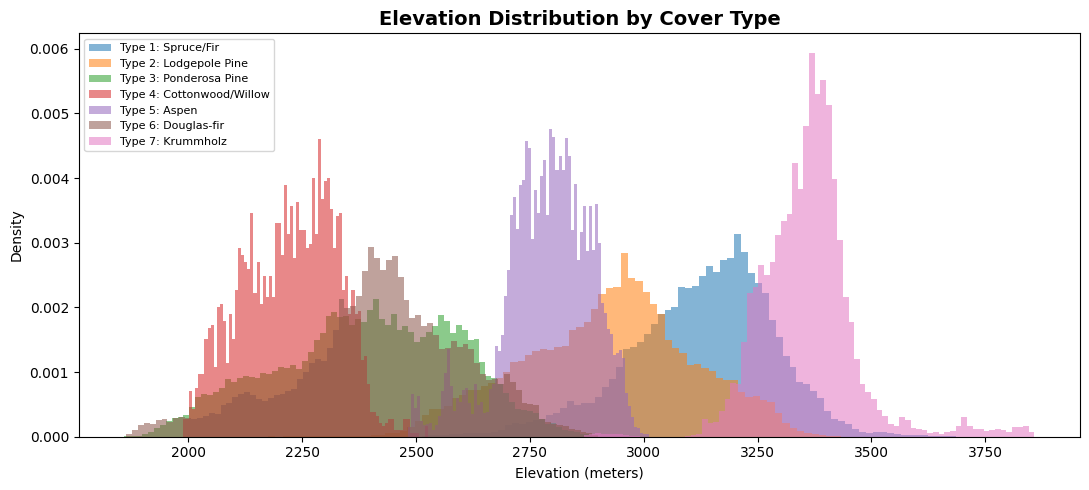 Elevation Distribution by Cover Type
Type 1: Spruce/Fir
Type 2: Lodgepole Pine
Type 3: Ponderosa Pine
Type 4: Cottonwood/Willow
Type 5: Aspen
Type 6: Douglas-fir
Type 7: Krummholz
0.006
0.005
0.004
0.003
0.002
0.001
0.000
Density
2000 2250 2500 2750 3000 3250 3500 3750
Elevation (meters)